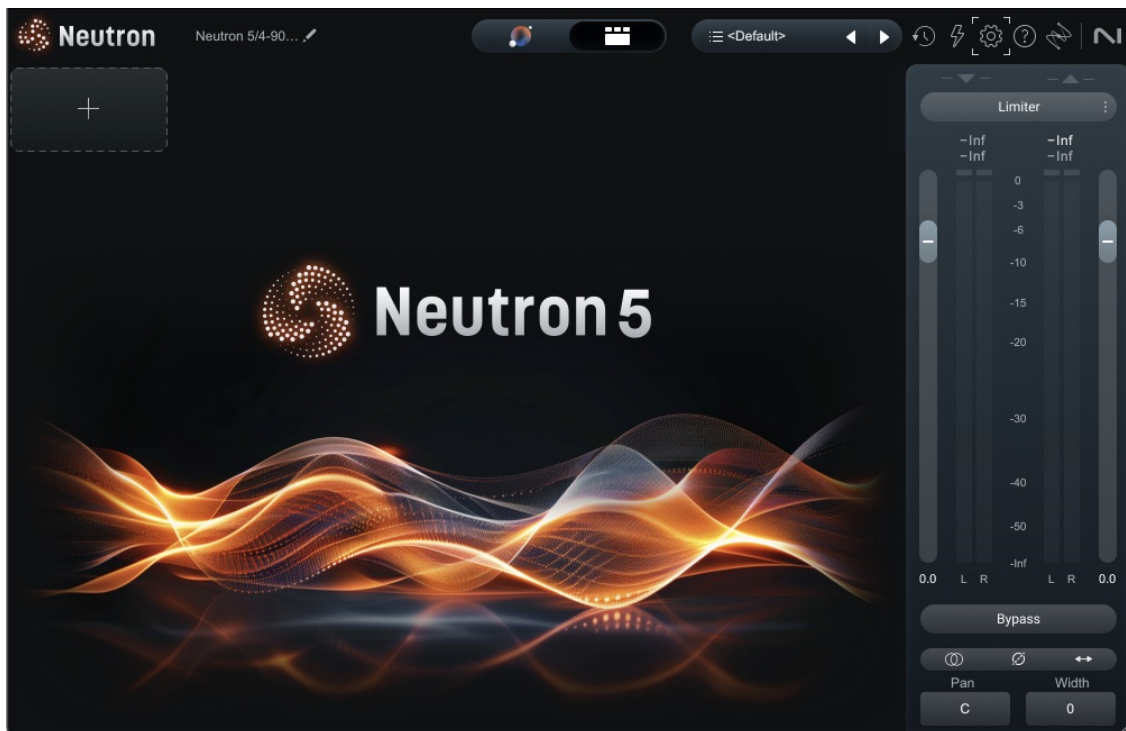 Neutron
Neutron 5/4-90...
<Default>
Limiter
-Inf -Inf
-Inf -Inf
0
-3
-6
-10
-15
-20
-30
-40
-50
-Inf
0.0 L R L R 0.0
Bypass
Pan Width
C 0
Neutron 5